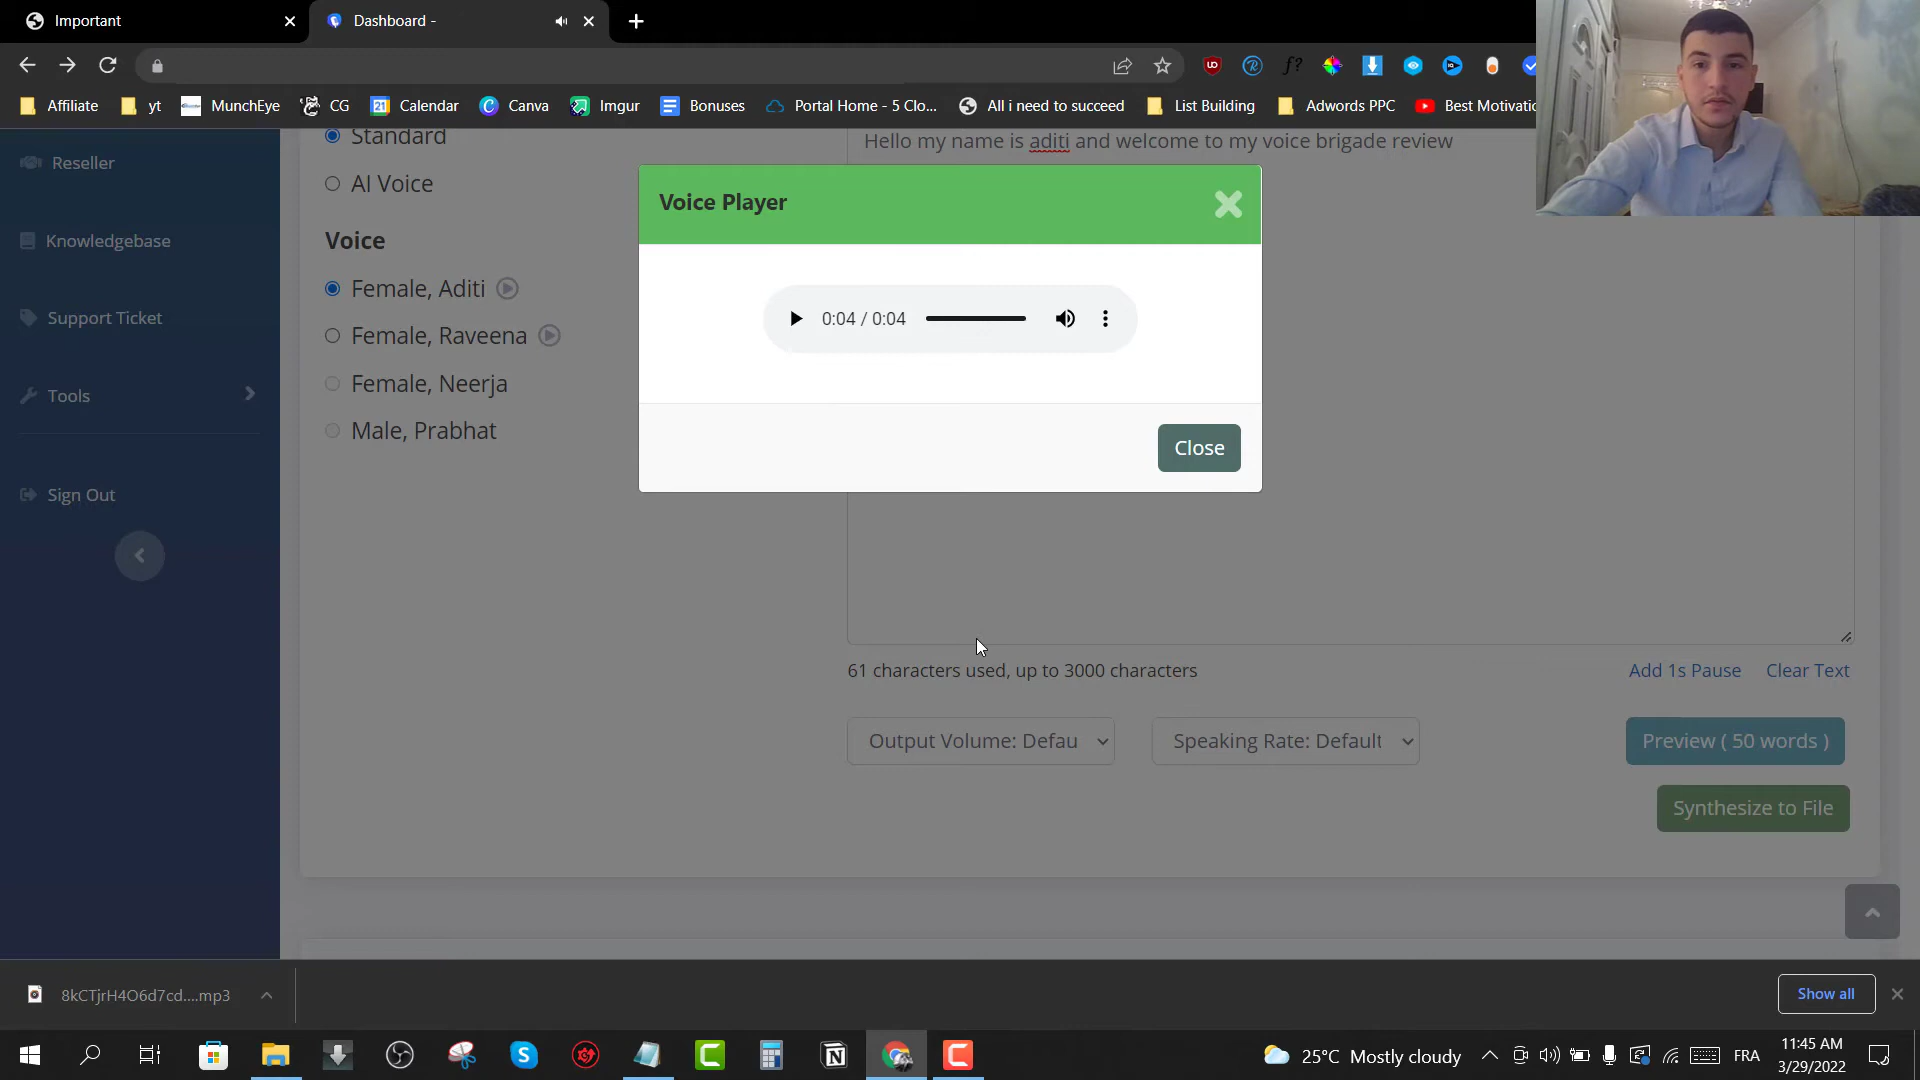 Important
Dashboard -
Affiliate
yt
MunchEye
CG
Calendar
Canva
Imgur
Bonuses
Portal Home - 5 Clo...
All i need to succeed
List Building
Adwords PPC
Best Motivatio
Reseller
Knowledgebase
Support Ticket
Tools
Sign Out
Standard
AI Voice
Voice
Female, Aditi
Female, Raveena
Female, Neerja
Male, Prabhat
Hello my name is aditi and welcome to my voice brigade review
Voice Player
0:04 / 0:04
Close
61 characters used, up to 3000 characters
Add 1s Pause
Clear Text
Output Volume: Defau
Speaking Rate: Default
Preview ( 50 words )
Synthesize to File
8kCTjrH4O6d7cd....mp3
Show all
25°C Mostly cloudy
FRA
11:45 AM
3/29/2022